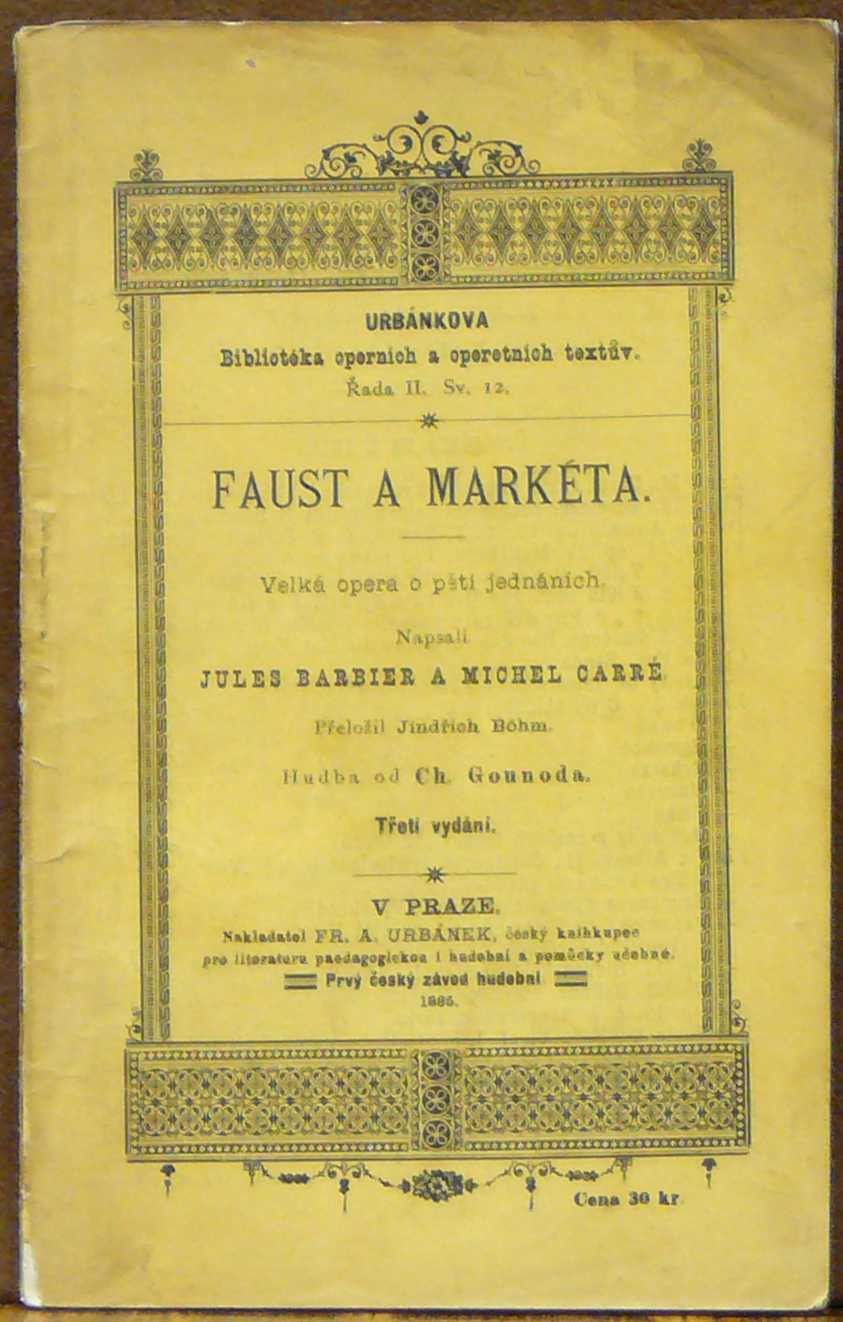 URBÁNKOVA
Bibliotéka operních a operetních textův.
Řada II. Sv. 12.
FAUST A MARKÉTA.
Velká opera o pěti jednáních.
Napsali
JULES BARBIER A MICHEL CARRÉ
Přeložil Jindřich Böhm.
Hudba od Ch. Gounoda.
Třetí vydání.
V PRAZE.
Nakladatel FR. A. URBÁNEK, český knihkupec
pro literaturu paedagogickou i hudební a pomůcky učebné.
Prvý český závod hudební
1885.
Cena 30 kr